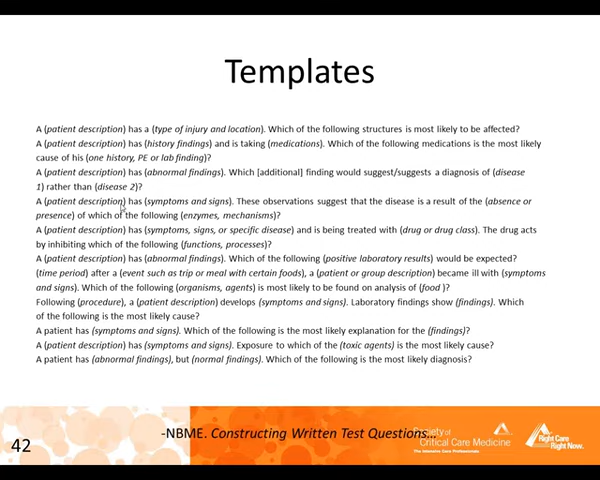 Templates
A (patient description) has a (type of injury and location). Which of the following structures is most likely to be affected?
A (patient description) has (history findings) and is taking (medications). Which of the following medications is the most likely
cause of his (one history, PE or lab finding)?
A (patient description) has (abnormal findings). Which [additional] finding would suggest/suggests a diagnosis of (disease
1) rather than (disease 2)?
A (patient description) has (symptoms and signs). These observations suggest that the disease is a result of the (absence or
presence) of which of the following (enzymes, mechanisms)?
A (patient description) has (symptoms, signs, or specific disease) and is being treated with (drug or drug class). The drug acts
by inhibiting which of the following (functions, processes)?
A (patient description) has (abnormal findings). Which of the following (positive laboratory results) would be expected?
(time period) after a (event such as trip or meal with certain foods), a (patient or group description) became ill with (symptoms
and signs). Which of the following (organisms, agents) is most likely to be found on analysis of (food )?
Following (procedure), a (patient description) develops (symptoms and signs). Laboratory findings show (findings). Which
of the following is the most likely cause?
A patient has (symptoms and signs). Which of the following is the most likely explanation for the (findings)?
A (patient description) has (symptoms and signs). Exposure to which of the (toxic agents) is the most likely cause?
A patient has (abnormal findings), but (normal findings). Which of the following is the most likely diagnosis?
-NBME. Constructing Written Test Questions...
Society of
Critical Care Medicine
The Intensive Care Professionals
Right Care
Right Now.
42